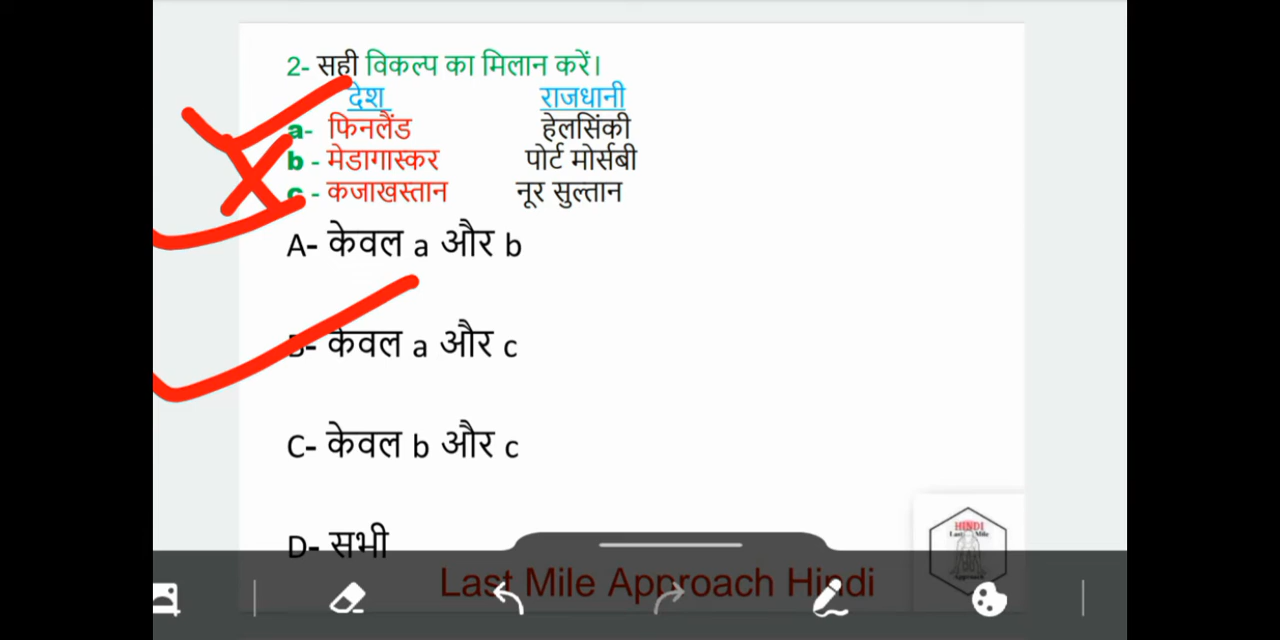 2- सही विकल्प का मिलान करें।
देश राजधानी
a- फिनलैंड हेलसिंकी
b - मेडागास्कर पोर्ट मोर्सबी
c - कजाखस्तान नूर सुल्तान
A- केवल a और b
B- केवल a और c
C- केवल b और c
D- सभी
HINDI
Last Mile
Approach
Last Mile Approach Hindi